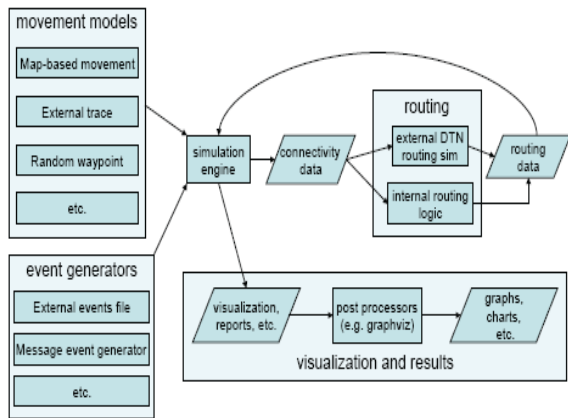 movement models
Map-based movement
External trace
Random waypoint
etc.
event generators
External events file
Message event generator
etc.
simulation
engine
connectivity
data
routing
external DTN
routing sim
internal routing
logic
routing
data
visualization,
reports, etc.
post processors
(e.g. graphviz)
graphs,
charts,
etc.
visualization and results